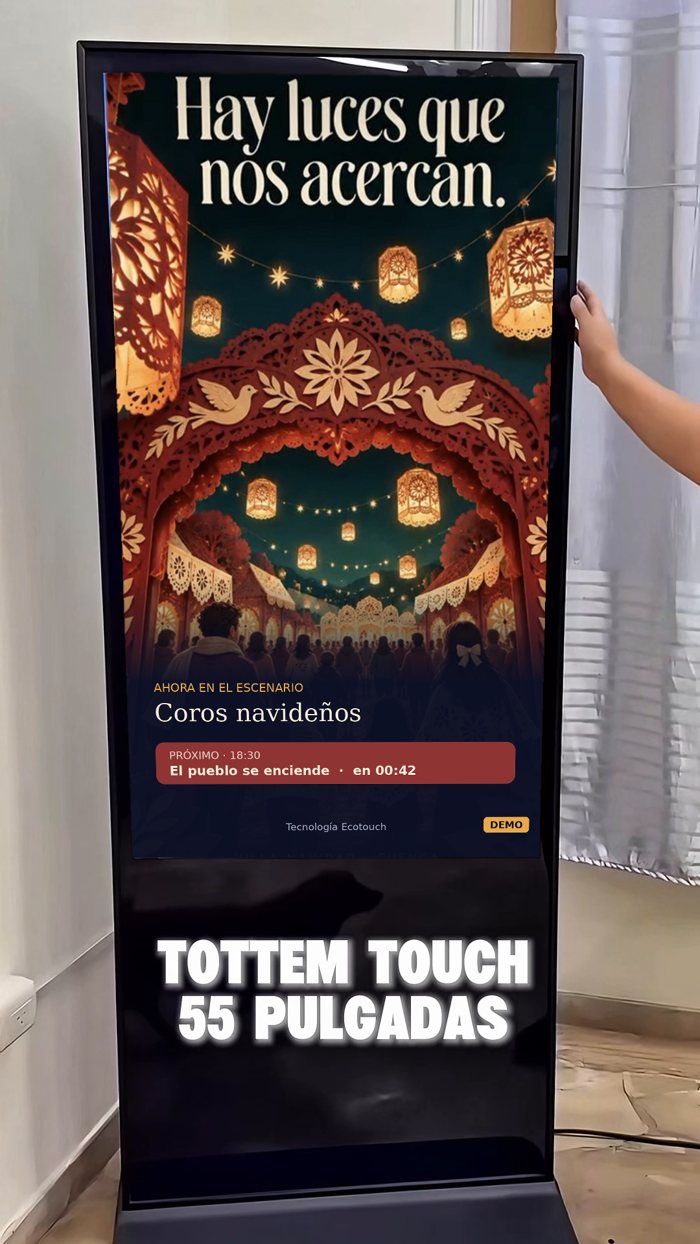 Hay luces que
nos acercan.
AHORA EN EL ESCENARIO
Coros navideños
PRÓXIMO · 18:30
El pueblo se enciende · en 00:42
Tecnología Ecotouch
DEMO
TOTTEM TOUCH
55 PULGADAS